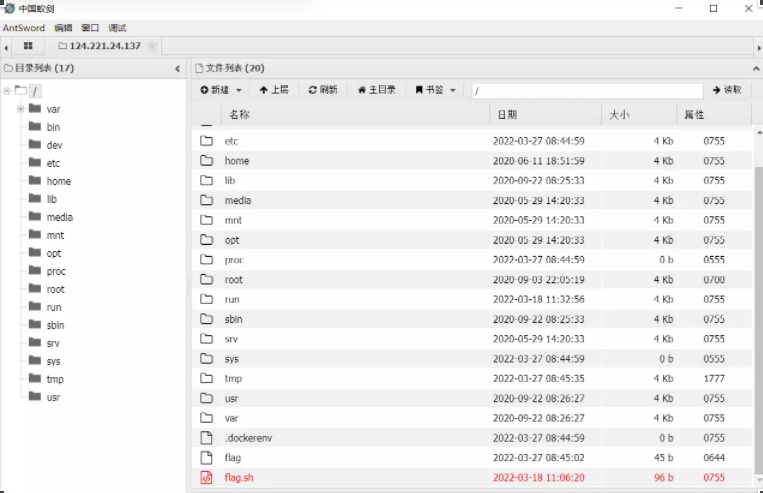 中国蚁剑
AntSword 编辑 窗口 调试
124.221.24.137
目录列表 (17)
/
var
bin
dev
etc
home
lib
media
mnt
opt
proc
root
run
sbin
srv
sys
tmp
usr
文件列表 (20)
新建 上层 刷新 主目录 书签 / 读取
名称 日期 大小 属性
etc 2022-03-27 08:44:59 4 Kb 0755
home 2020-06-11 18:51:59 4 Kb 0755
lib 2020-09-22 08:25:33 4 Kb 0755
media 2020-05-29 14:20:33 4 Kb 0755
mnt 2020-05-29 14:20:33 4 Kb 0755
opt 2020-05-29 14:20:33 4 Kb 0755
proc 2022-03-27 08:44:59 0 b 0555
root 2020-09-03 22:05:19 4 Kb 0700
run 2022-03-18 11:32:56 4 Kb 0755
sbin 2020-09-22 08:25:33 4 Kb 0755
srv 2020-05-29 14:20:33 4 Kb 0755
sys 2022-03-27 08:44:59 0 b 0555
tmp 2022-03-27 08:45:35 4 Kb 1777
usr 2020-09-22 08:26:27 4 Kb 0755
var 2020-09-22 08:26:27 4 Kb 0755
.dockerenv 2022-03-27 08:44:59 0 b 0755
flag 2022-03-27 08:45:02 45 b 0644
flag.sh 2022-03-18 11:06:20 96 b 0755